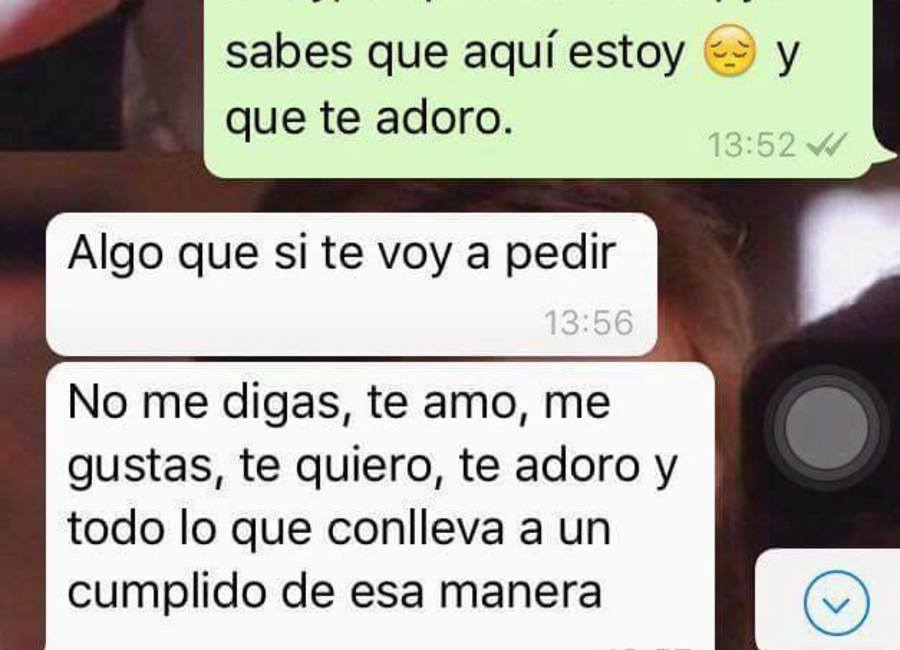 sabes que aquí estoy 😔 y
que te adoro.
13:52
Algo que si te voy a pedir
13:56
No me digas, te amo, me
gustas, te quiero, te adoro y
todo lo que conlleva a un
cumplido de esa manera